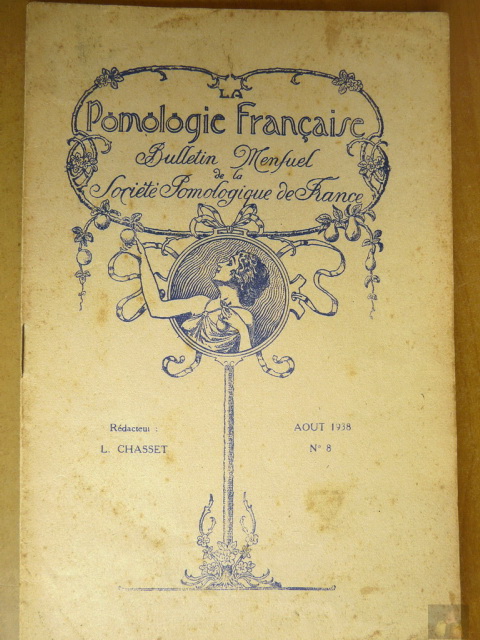 LA
Pomologie Française
Bulletin Mensuel
de la
Société Pomologique de France
Rédacteur :
L. CHASSET
AOUT 1938
N° 8